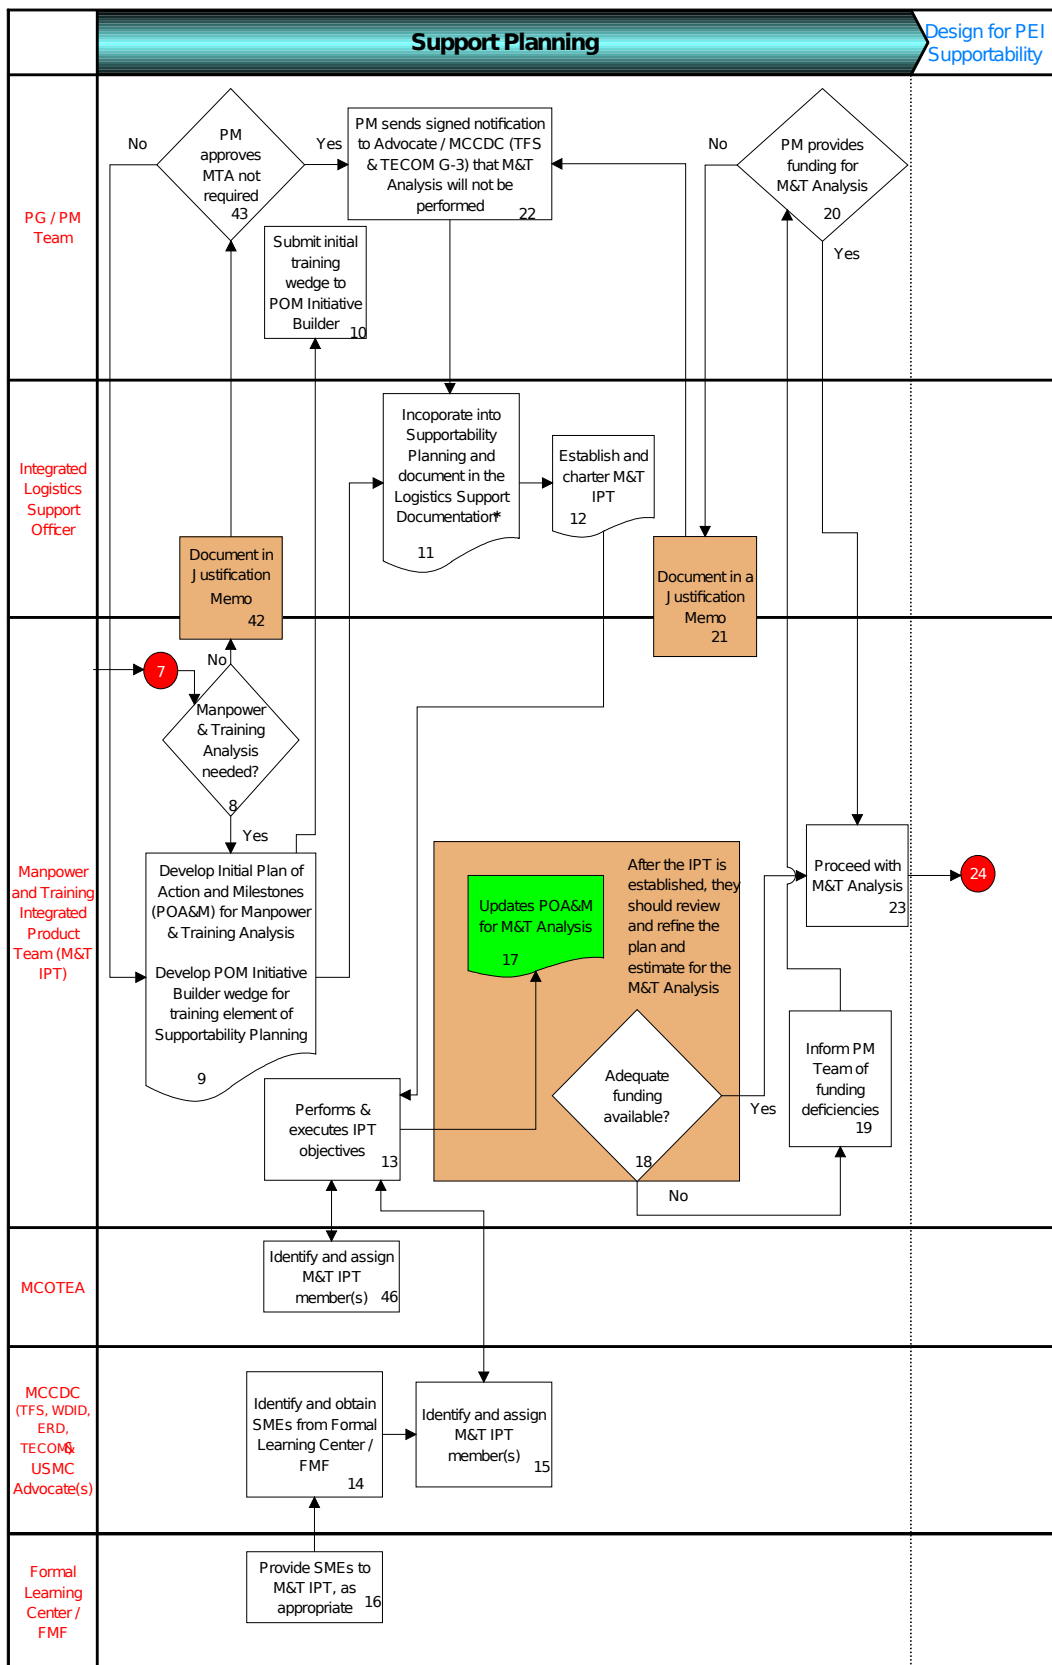 Support Planning
Design for PEI
Supportability
PG / PM
Team
No
PM
approves
MTA not
required
43
Yes
PM sends signed notification
to Advocate / MCCDC (TFS
& TECOM G-3) that M&T
Analysis will not be
performed
22
No
PM provides
funding for
M&T Analysis
20
Yes
Submit initial
training
wedge to
POM Initiative
Builder
10
Integrated
Logistics
Support
Officer
Incoporate into
Supportability
Planning and
document in the
Logistics Support
Documentation*
11
Establish and
charter M&T
IPT
12
Document in
Justification
Memo
42
Document in a
Justification
Memo
21
Manpower
and Training
Integrated
Product
Team (M&T
IPT)
7
No
Manpower
& Training
Analysis
needed?
8
Yes
Develop Initial Plan of
Action and Milestones
(POA&M) for Manpower
& Training Analysis
Develop POM Initiative
Builder wedge for
training element of
Supportability Planning
9
Updates POA&M
for M&T Analysis
17
After the IPT is
established, they
should review
and refine the
plan and
estimate for the
M&T Analysis
Proceed with
M&T Analysis
23
24
Adequate
funding
available?
18
Yes
No
Inform PM
Team of
funding
deficiencies
19
Performs &
executes IPT
objectives
13
MCOTEA
Identify and assign
M&T IPT
member(s)
46
MCCDC
(TFS, WDID,
ERD,
TECOM&
USMC
Advocate(s)
Identify and obtain
SMEs from Formal
Learning Center /
FMF
14
Identify and assign
M&T IPT
member(s)
15
Formal
Learning
Center /
FMF
Provide SMEs to
M&T IPT, as
appropriate
16